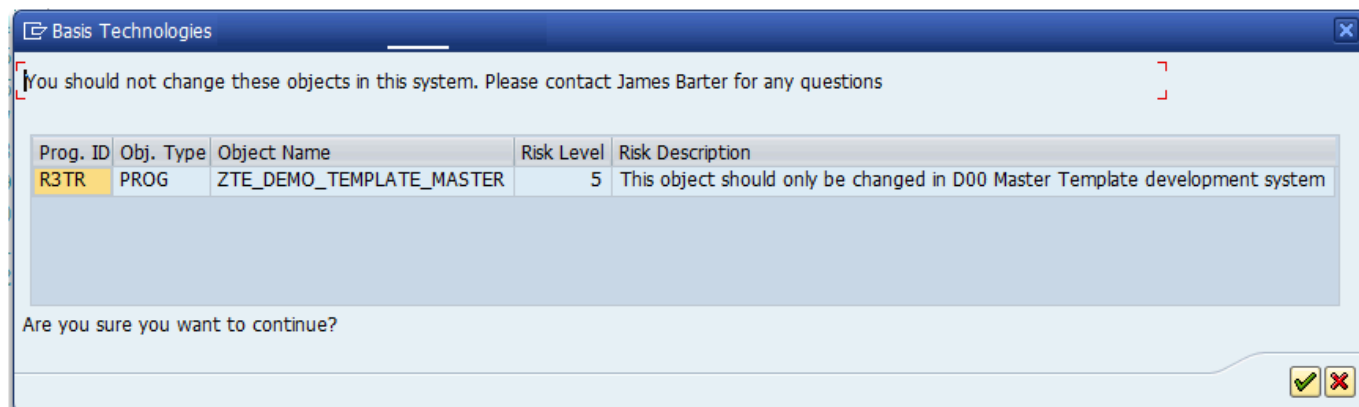 Basis Technologies
You should not change these objects in this system. Please contact James Barter for any questions
Prog. ID Obj. Type Object Name Risk Level Risk Description
R3TR PROG ZTE_DEMO_TEMPLATE_MASTER 5 This object should only be changed in D00 Master Template development system
Are you sure you want to continue?